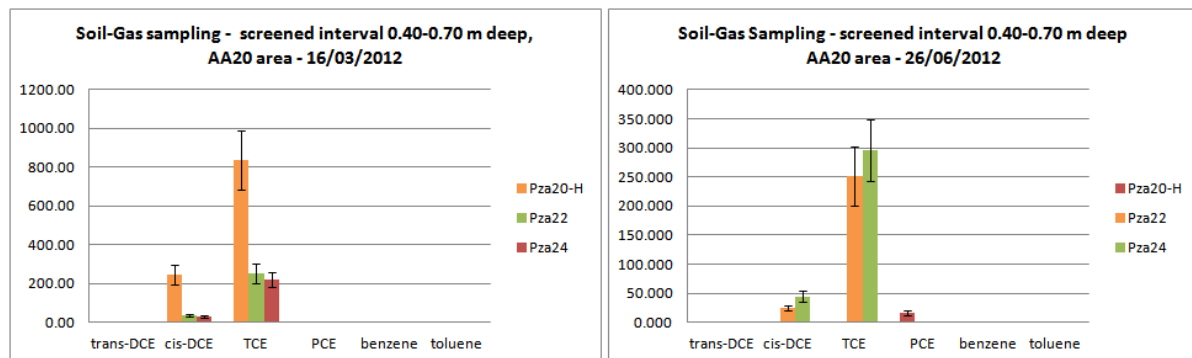 Soil-Gas sampling - screened interval 0.40-0.70 m deep,
AA20 area - 16/03/2012
1200.00
1000.00
800.00
600.00
400.00
200.00
0.00
trans-DCE cis-DCE TCE PCE benzene toluene
Pza20-H
Pza22
Pza24
Soil-Gas Sampling - screened interval 0.40-0.70 m deep
AA20 area - 26/06/2012
400.000
350.000
300.000
250.000
200.000
150.000
100.000
50.000
0.000
trans-DCE cis-DCE TCE PCE benzene toluene
Pza20-H
Pza22
Pza24